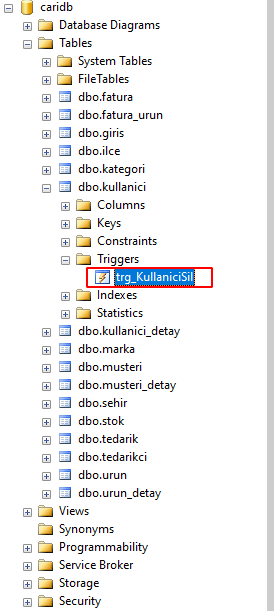 caridb
Database Diagrams
Tables
System Tables
FileTables
dbo.fatura
dbo.fatura_urun
dbo.giris
dbo.ilce
dbo.kategori
dbo.kullanici
Columns
Keys
Constraints
Triggers
trg_KullaniciSil
Indexes
Statistics
dbo.kullanici_detay
dbo.marka
dbo.musteri
dbo.musteri_detay
dbo.sehir
dbo.stok
dbo.tedarik
dbo.tedarikci
dbo.urun
dbo.urun_detay
Views
Synonyms
Programmability
Service Broker
Storage
Security